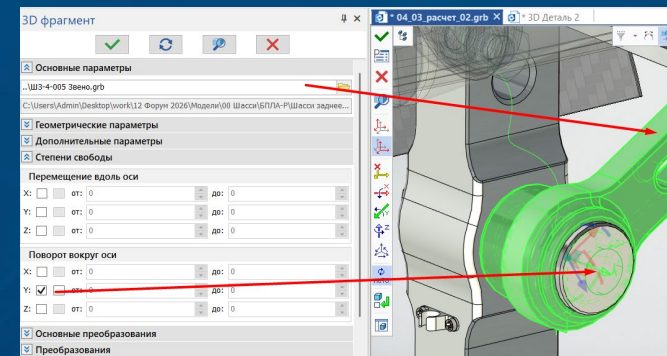 3D фрагмент
Основные параметры
..\ШЗ-4-005 Звено.grb
C:\Users\Admin\Desktop\work\12 Форум 2026\Модели\00 Шасси\БПЛА-Р\Шасси заднее...
Геометрические параметры
Дополнительные параметры
Степени свободы
Перемещение вдоль оси
X: от: 0 до: 0
Y: от: 0 до: 0
Z: от: 0 до: 0
Поворот вокруг оси
X: от: 0 до: 0
Y: от: 0 до: 0
Z: от: 0 до: 0
Основные преобразования
Преобразования
* 04_03_расчет_02.grb
* 3D Деталь 2
AUTO